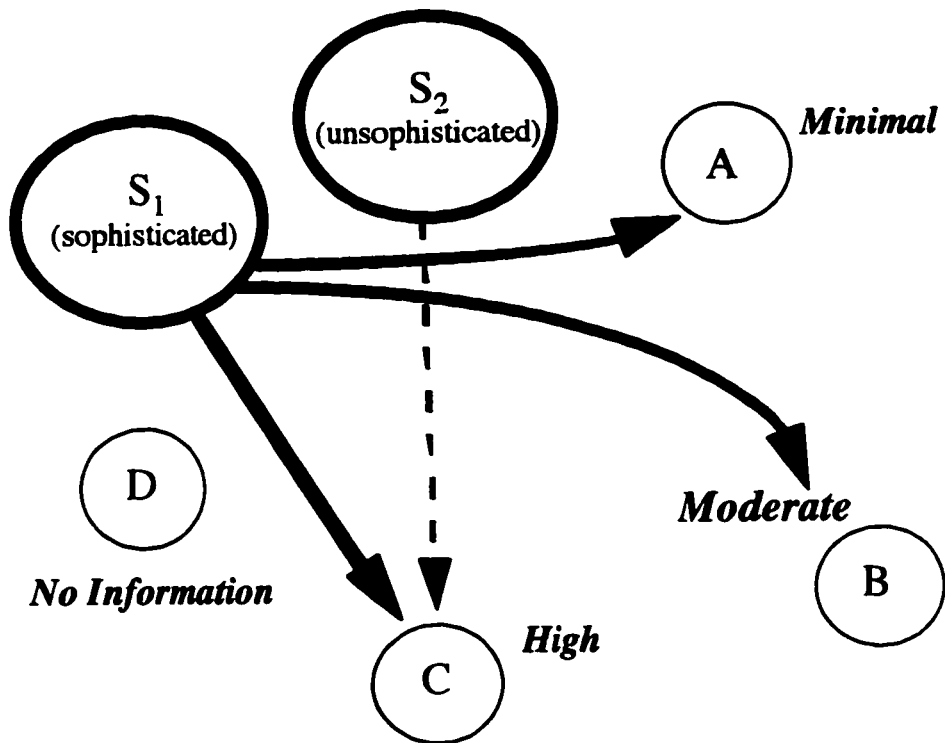 S₂
(unsophisticated)
Minimal
A
S₁
(sophisticated)
D
No Information
Moderate
B
High
C